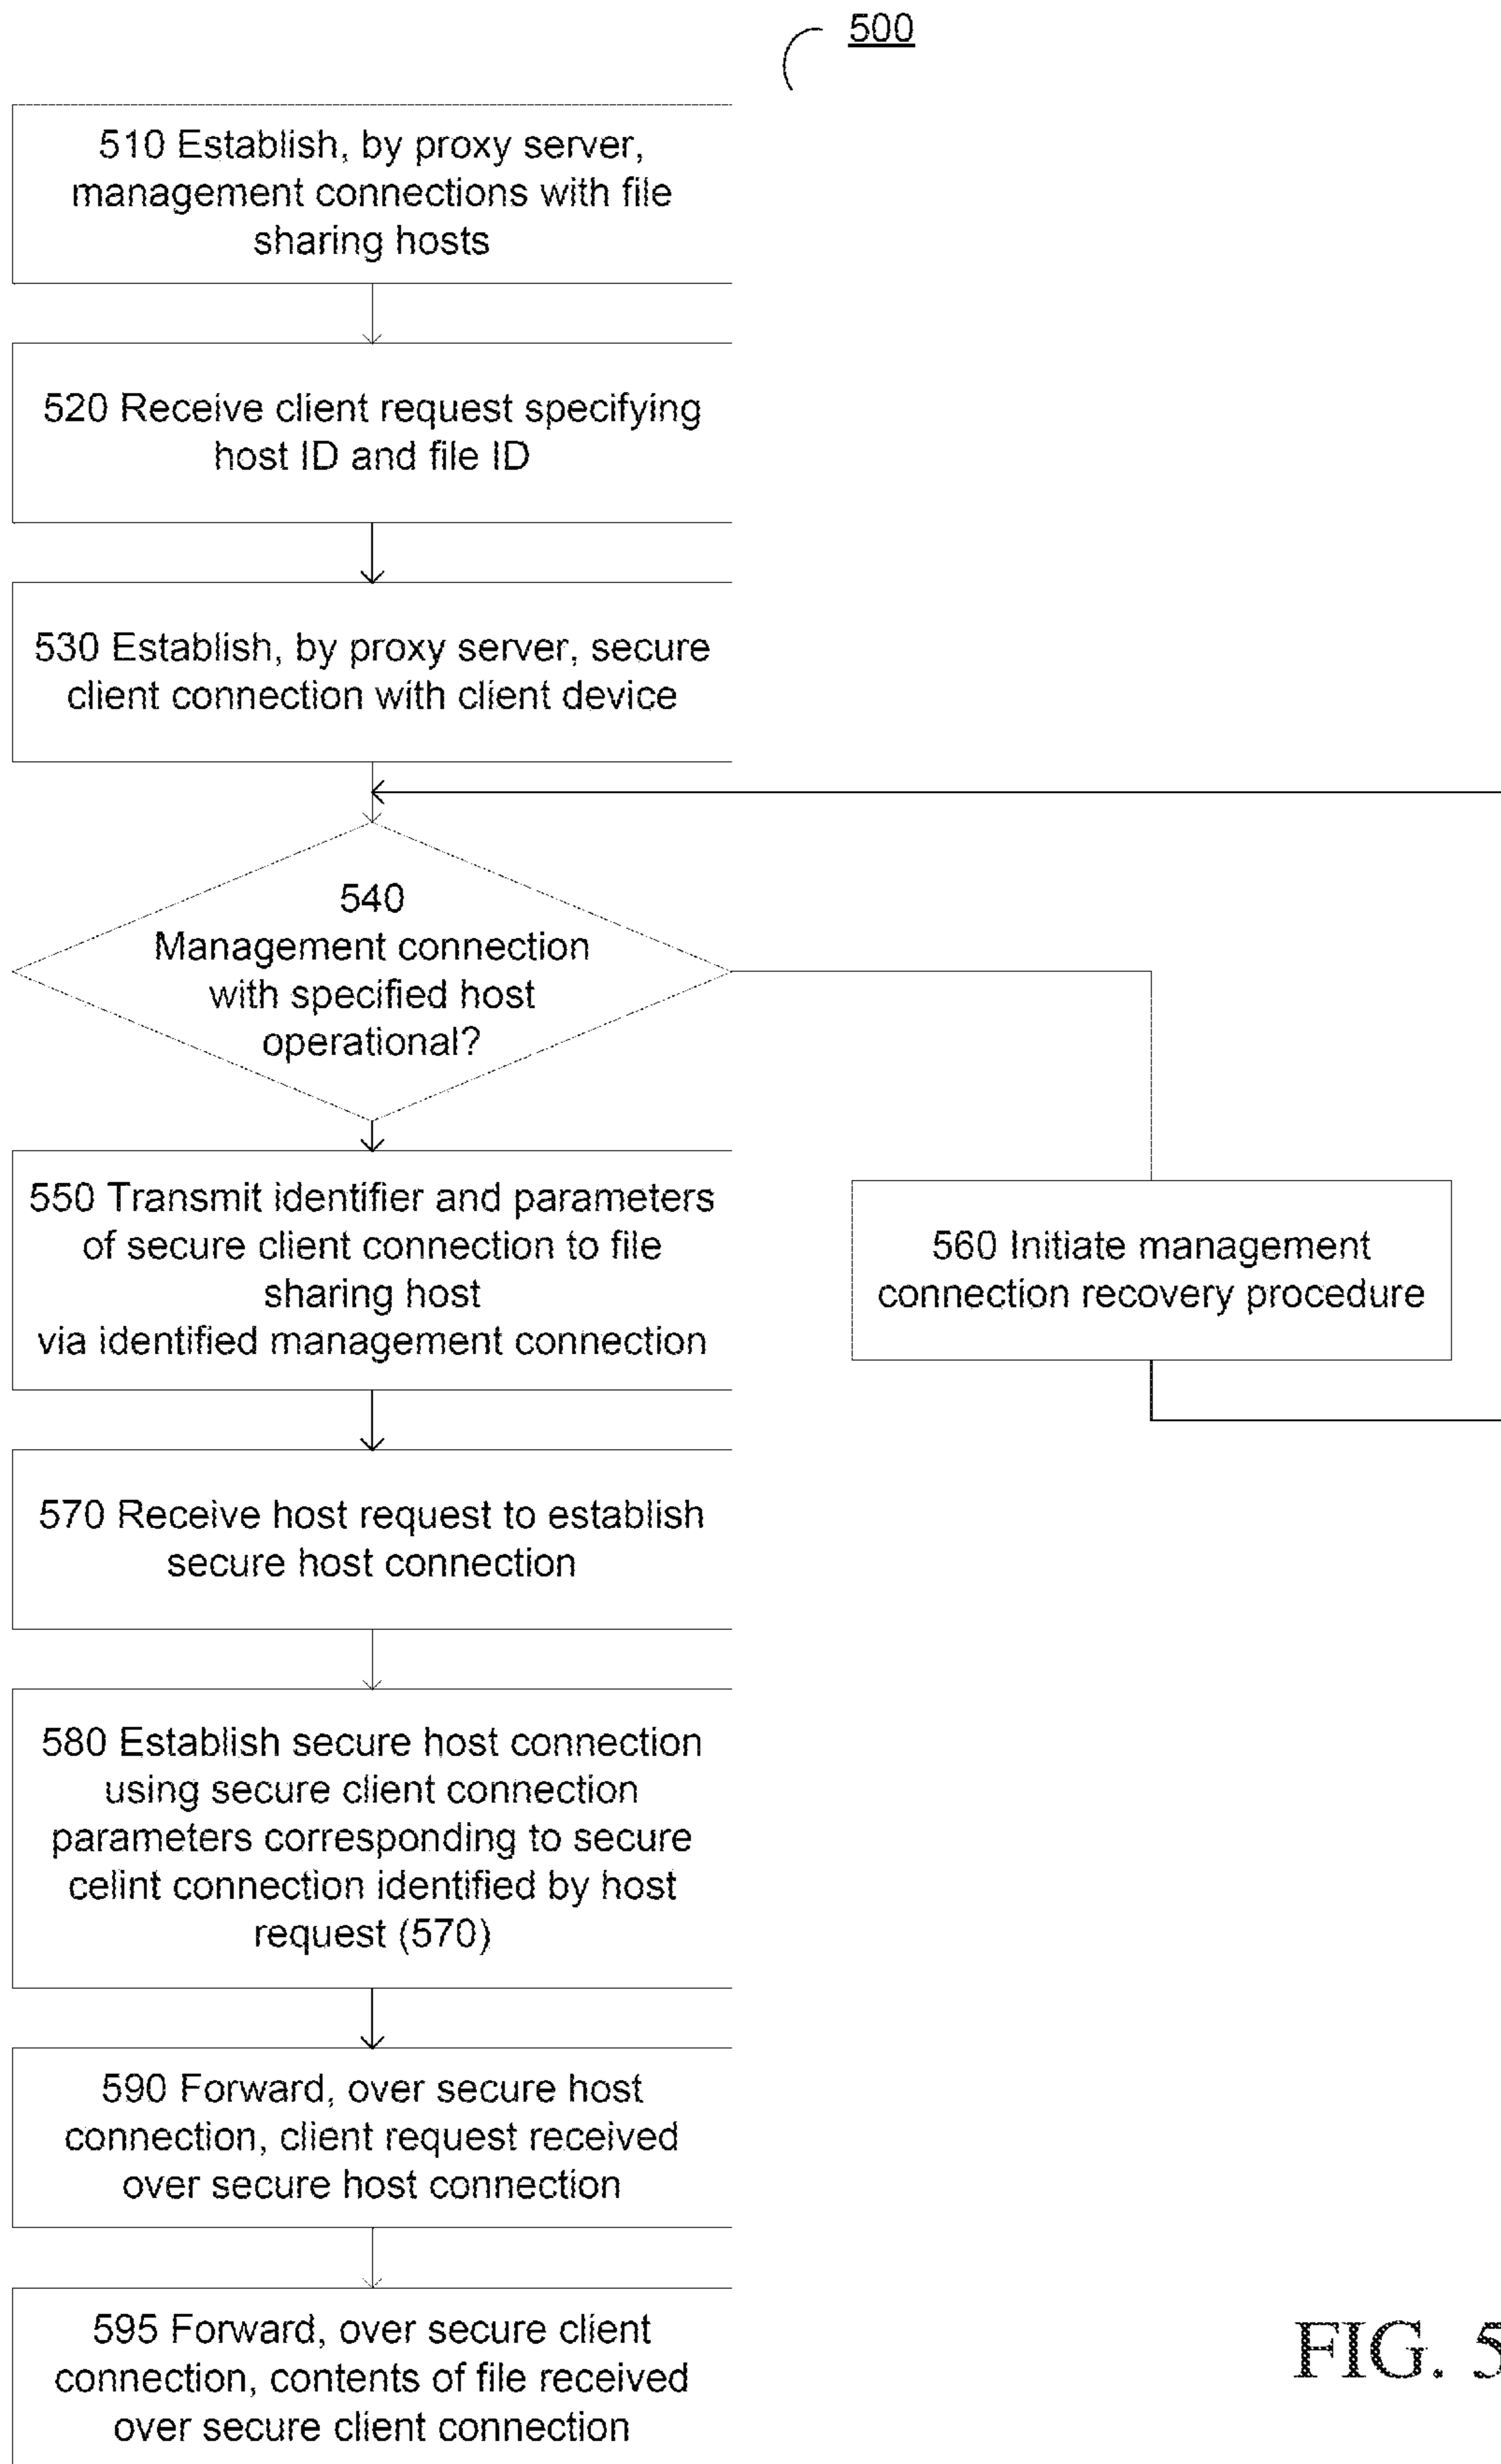 500
510 Establish, by proxy server,
management connections with file
sharing hosts
520 Receive client request specifying
host ID and file ID
530 Establish, by proxy server, secure
client connection with client device
540
Management connection
with specified host
operational?
550 Transmit identifier and parameters
of secure client connection to file
sharing host
via identified management connection
560 Initiate management
connection recovery procedure
570 Receive host request to establish
secure host connection
580 Establish secure host connection
using secure client connection
parameters corresponding to secure
celint connection identified by host
request (570)
590 Forward, over secure host
connection, client request received
over secure host connection
595 Forward, over secure client
connection, contents of file received
over secure client connection
FIG. 5